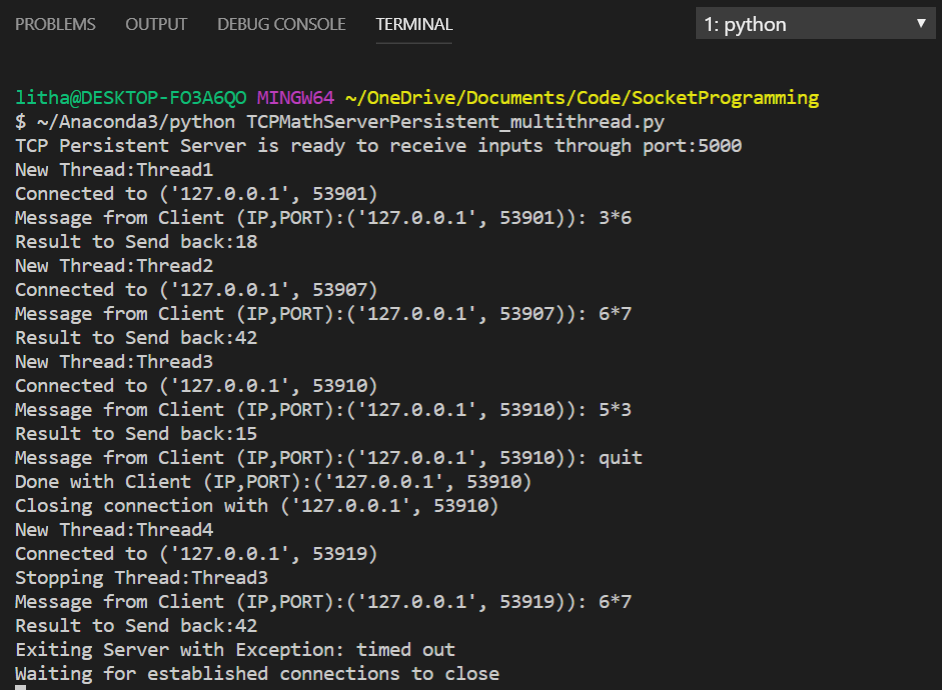 PROBLEMS OUTPUT DEBUG CONSOLE TERMINAL 1: python
litha@DESKTOP-FO3A6QO MINGW64 ~/OneDrive/Documents/Code/SocketProgramming
$ ~/Anaconda3/python TCPMathServerPersistent_multithread.py
TCP Persistent Server is ready to receive inputs through port:5000
New Thread:Thread1
Connected to ('127.0.0.1', 53901)
Message from Client (IP,PORT):('127.0.0.1', 53901)): 3*6
Result to Send back:18
New Thread:Thread2
Connected to ('127.0.0.1', 53907)
Message from Client (IP,PORT):('127.0.0.1', 53907)): 6*7
Result to Send back:42
New Thread:Thread3
Connected to ('127.0.0.1', 53910)
Message from Client (IP,PORT):('127.0.0.1', 53910)): 5*3
Result to Send back:15
Message from Client (IP,PORT):('127.0.0.1', 53910)): quit
Done with Client (IP,PORT):('127.0.0.1', 53910)
Closing connection with ('127.0.0.1', 53910)
New Thread:Thread4
Connected to ('127.0.0.1', 53919)
Stopping Thread:Thread3
Message from Client (IP,PORT):('127.0.0.1', 53919)): 6*7
Result to Send back:42
Exiting Server with Exception: timed out
Waiting for established connections to close